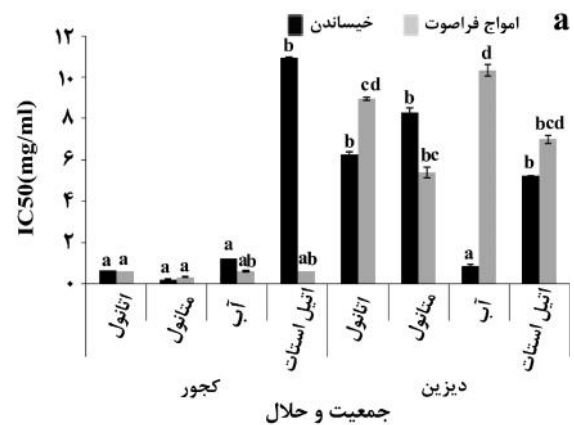 خیساندن امواج فراصوت a
IC50(mg/ml)
۱۲
۱۰
۸
۶
۴
۲
۰
a a a a a ab b ab b cd b bc a d b bcd
اتانول متانول آب اتیل استات اتانول متانول آب اتیل استات
کجور دیزین
جمعیت و حلال